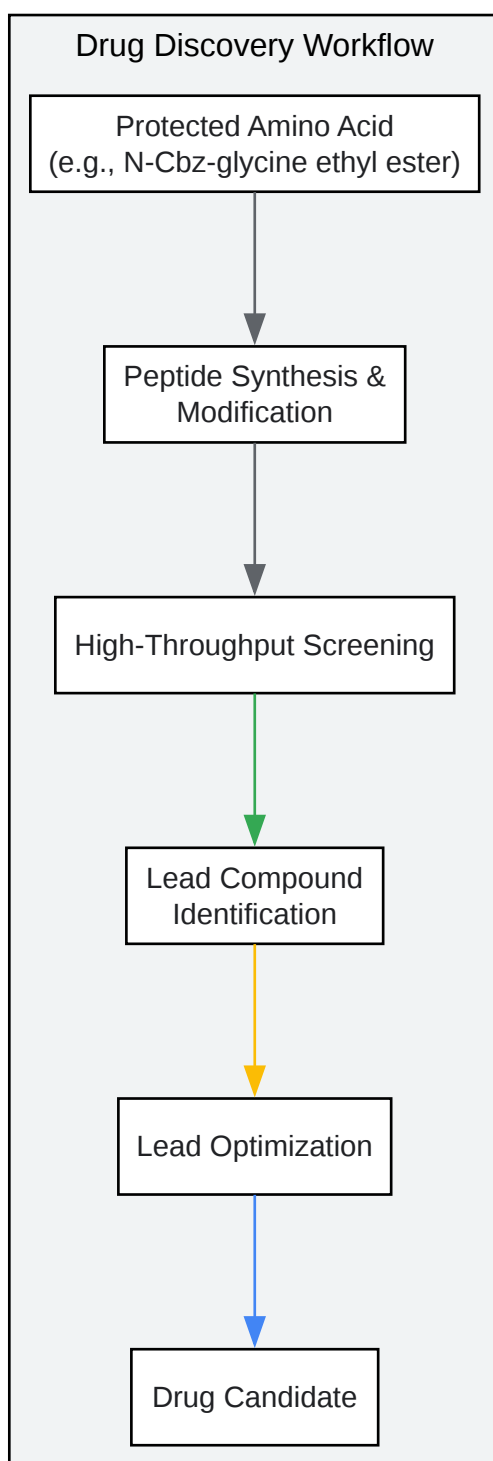 Drug Discovery Workflow
Protected Amino Acid
(e.g., N-Cbz-glycine ethyl ester)
Peptide Synthesis &
Modification
High-Throughput Screening
Lead Compound
Identification
Lead Optimization
Drug Candidate